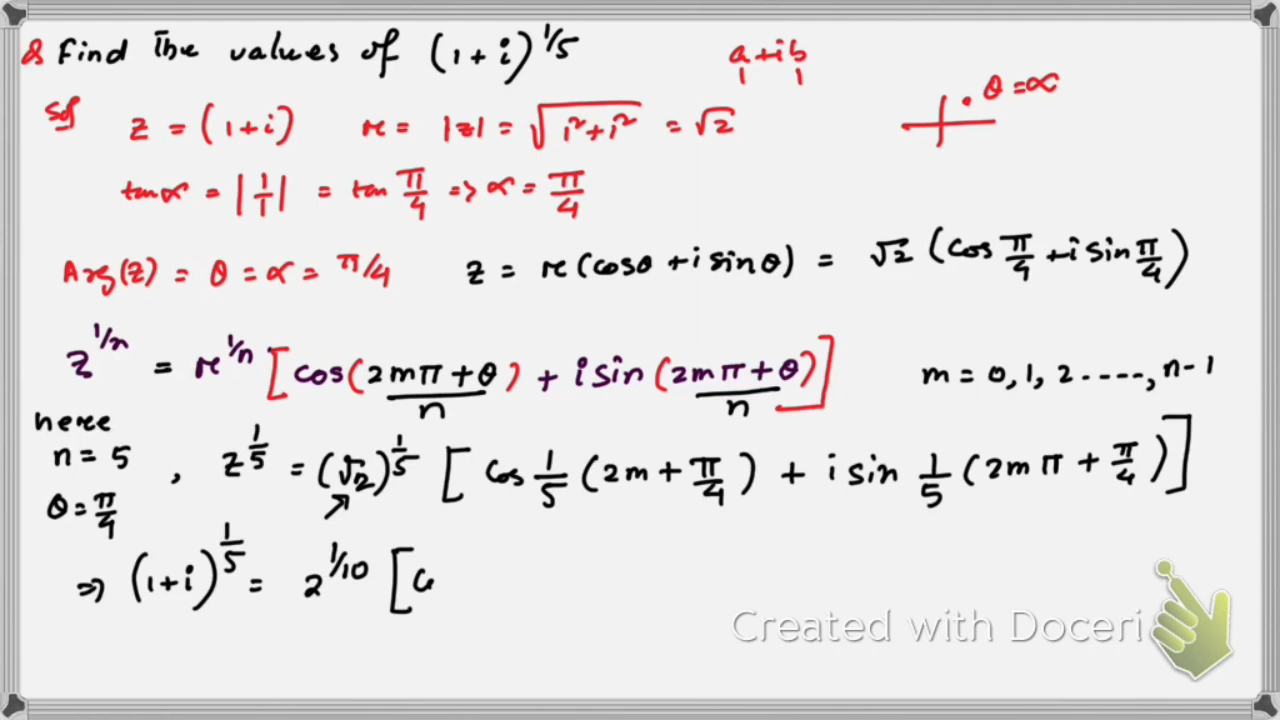 Q Find The values of (1+i)^1/5
a+ib
1 1
Sol z = (1+i) r = |z| = √1²+1² = √2
θ=α
tanα = |1/1| = tan π/4 => α = π/4
Arg(z) = θ = α = π/4 z = r(cosθ+i sinθ) = √2 (cos π/4 +i sin π/4)
z^1/n = r^1/n [cos(2mπ+θ)/n + i sin (2mπ+θ)/n] m = 0,1,2-----, n-1
here
n = 5 , z^1/5 = (√2)^1/5 [cos 1/5 (2m+π/4) + i sin 1/5 (2mπ + π/4)]
θ=π/4
⇒ (1+i)^1/5 = 2^1/10 [c
Created with Doceri